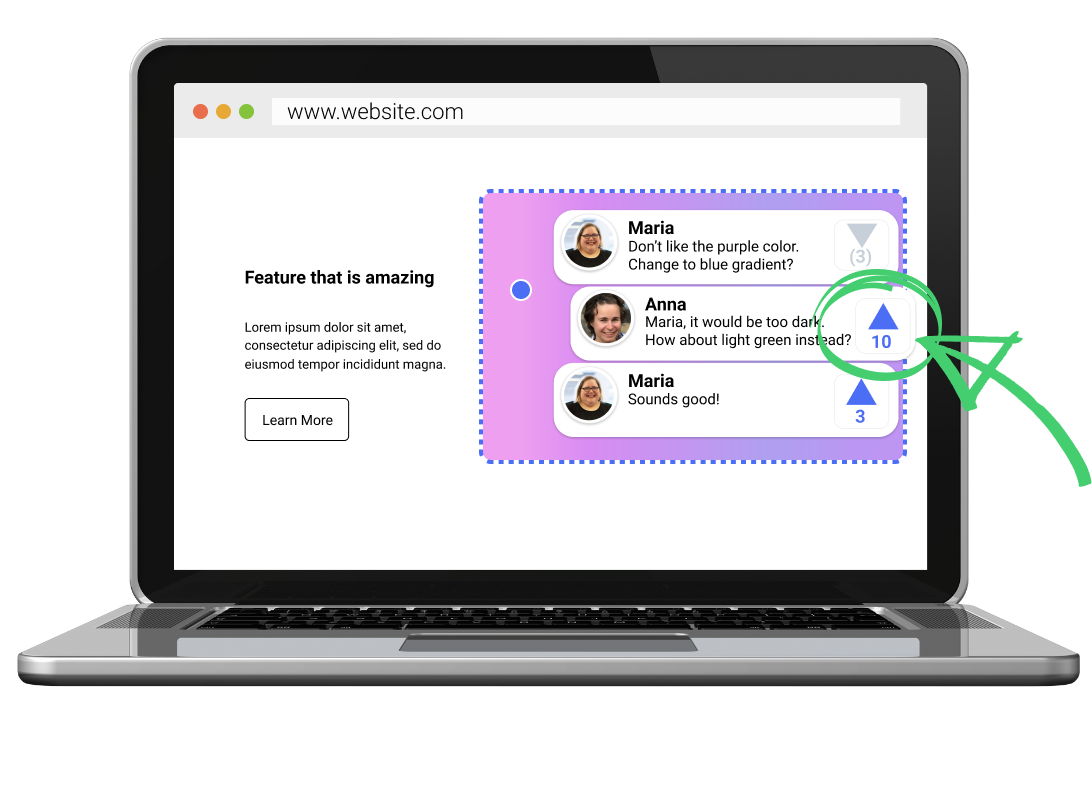 www.website.com
Feature that is amazing
Lorem ipsum dolor sit amet,
consectetur adipiscing elit, sed do
eiusmod tempor incididunt magna.
Learn More
Maria
Don't like the purple color.
Change to blue gradient?
(3)
Anna
Maria, it would be too dark.
How about light green instead?
10
Maria
Sounds good!
3